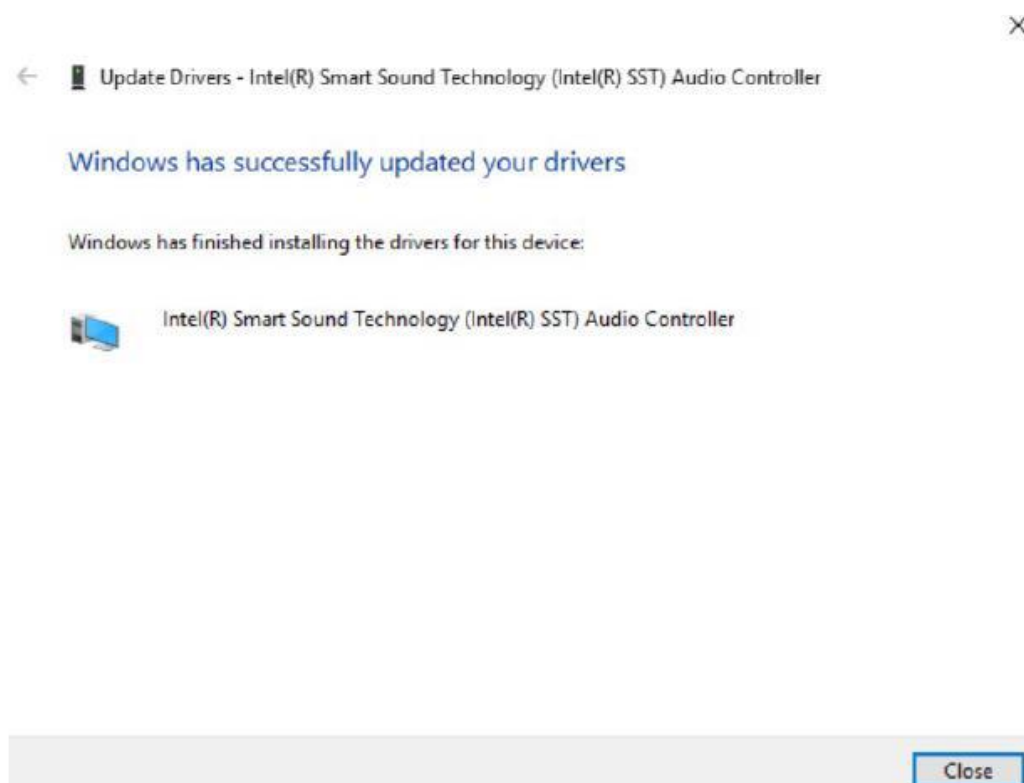 Update Drivers - Intel(R) Smart Sound Technology (Intel(R) SST) Audio Controller
Windows has successfully updated your drivers
Windows has finished installing the drivers for this device:
Intel(R) Smart Sound Technology (Intel(R) SST) Audio Controller
Close